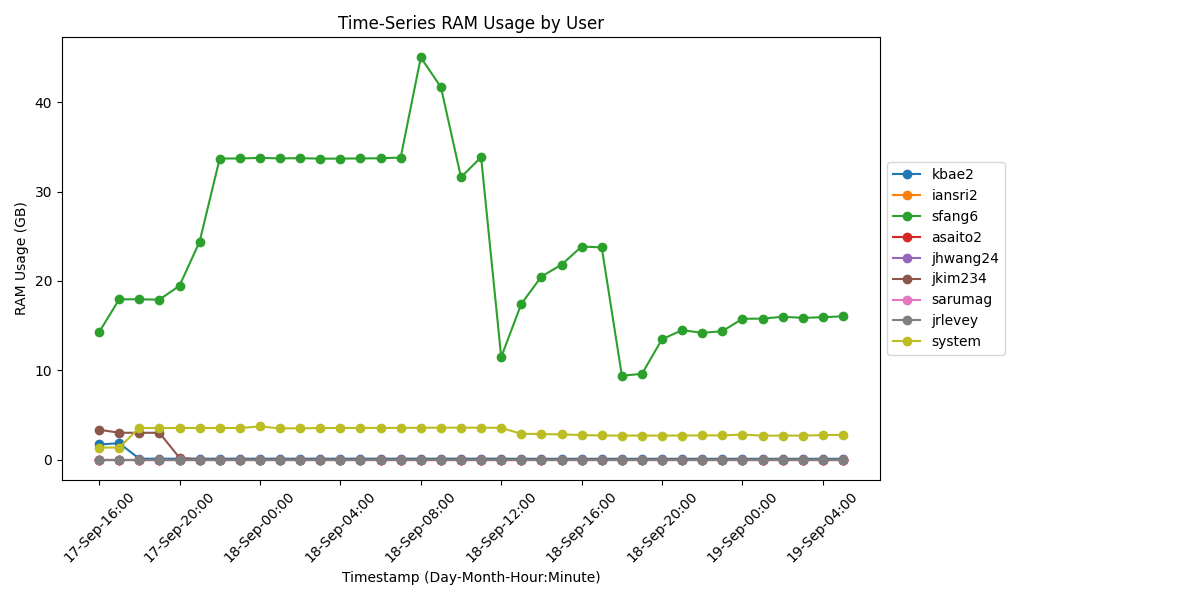 Time-Series RAM Usage by User
RAM Usage (GB)
40
30
20
10
0
17-Sep-16:00
17-Sep-20:00
18-Sep-00:00
18-Sep-04:00
18-Sep-08:00
18-Sep-12:00
18-Sep-16:00
18-Sep-20:00
19-Sep-00:00
19-Sep-04:00
Timestamp (Day-Month-Hour:Minute)
kbae2
iansri2
sfang6
asaito2
jhwang24
jkim234
sarumag
jrlevey
system